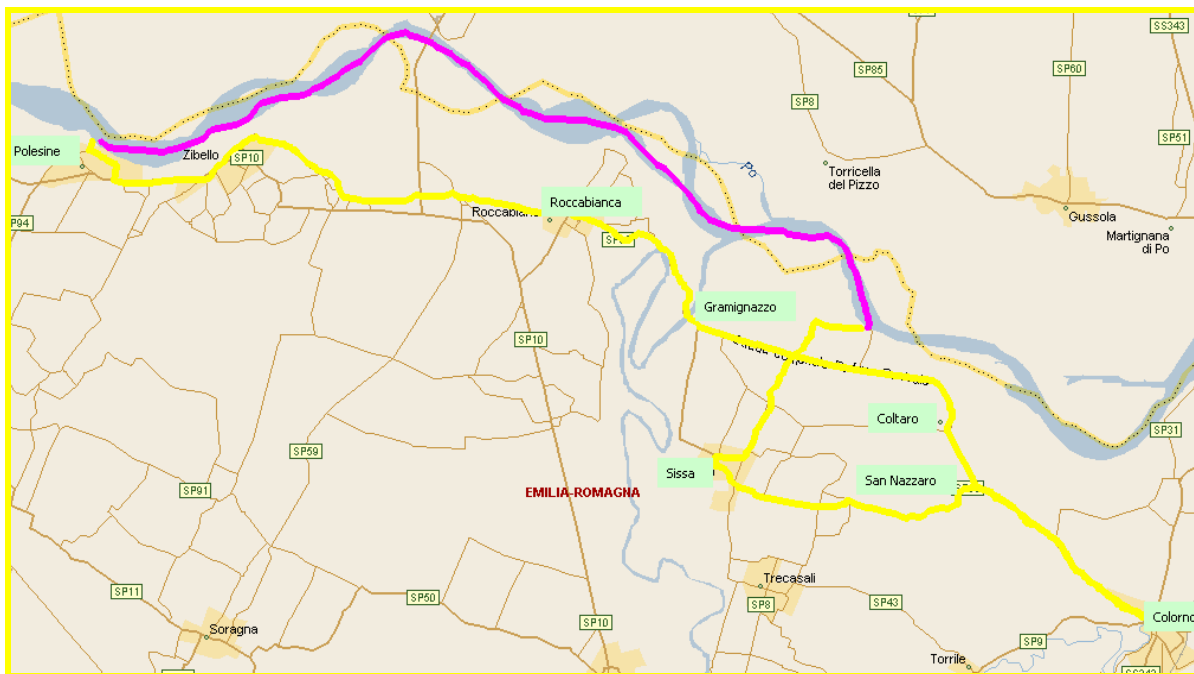 SS343
SP85
SP60
SP8
SP51
Polesine
Zibello
SP10
Po
Torricella
del Pizzo
Roccabianca
Gussola
P94
Martignana
di Po
Gramignazzo
SP10
Coltaro
SP31
SP59
Sissa
San Nazzaro
SP91
EMILIA-ROMAGNA
Trecasali
SP11
SP50
SP8
SP43
Colorno
SP10
Soragna
SP9
Torrile